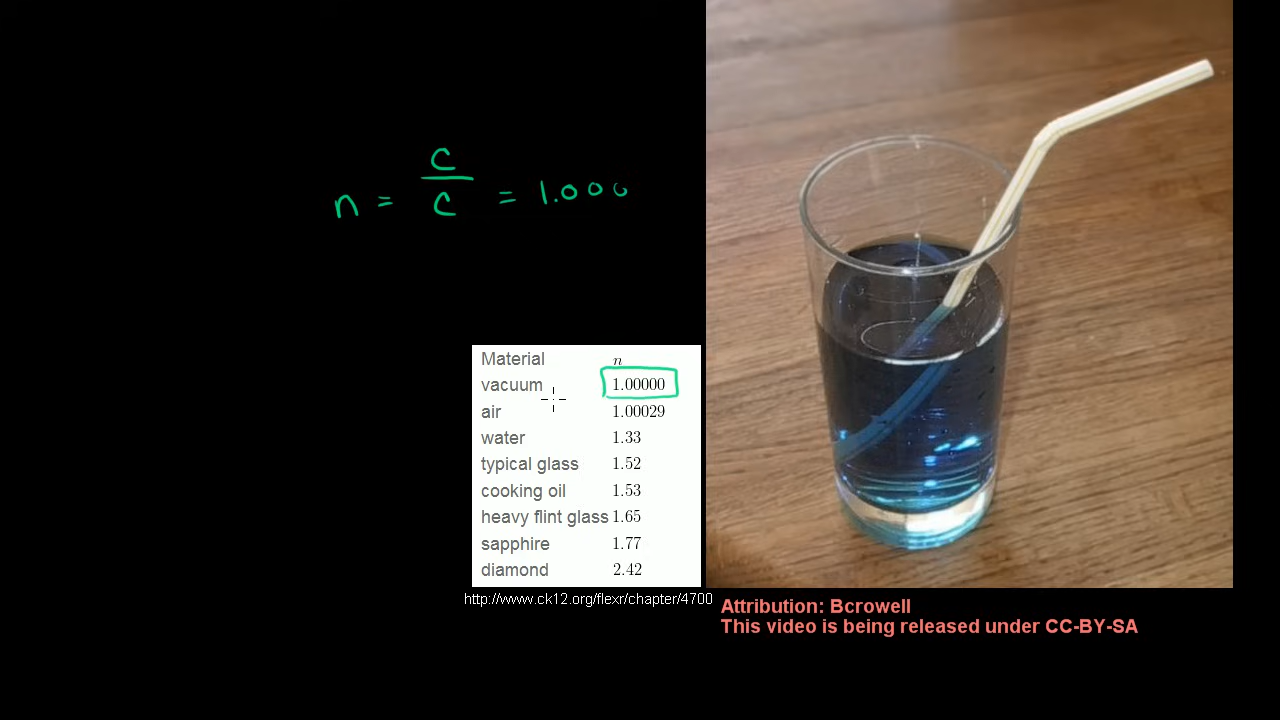 n = c/c = 1.000
Material n
vacuum 1.00000
air 1.00029
water 1.33
typical glass 1.52
cooking oil 1.53
heavy flint glass 1.65
sapphire 1.77
diamond 2.42
http://www.ck12.org/flexr/chapter/4700
Attribution: Bcrowell
This video is being released under CC-BY-SA